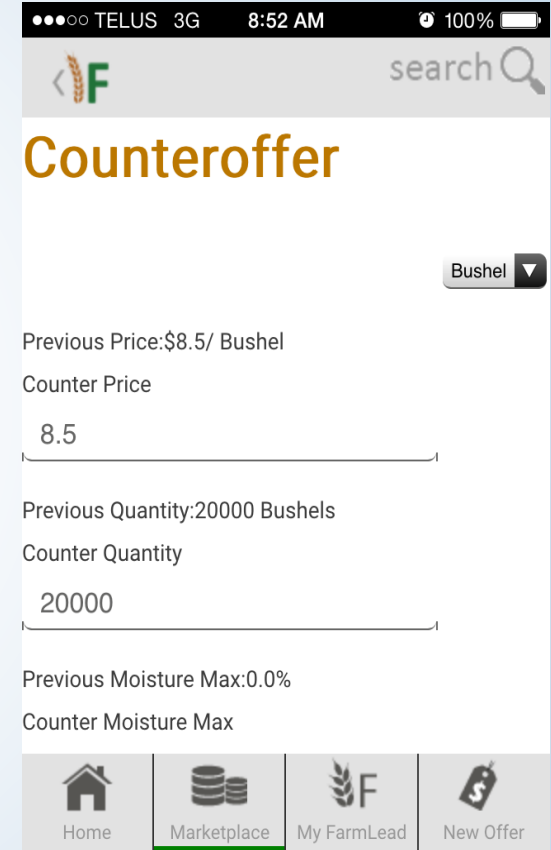 TELUS 3G 8:52 AM 100%
F search
Counteroffer
Bushel
Previous Price:$8.5/ Bushel
Counter Price
8.5
Previous Quantity:20000 Bushels
Counter Quantity
20000
Previous Moisture Max:0.0%
Counter Moisture Max
F $
Home Marketplace My FarmLead New Offer